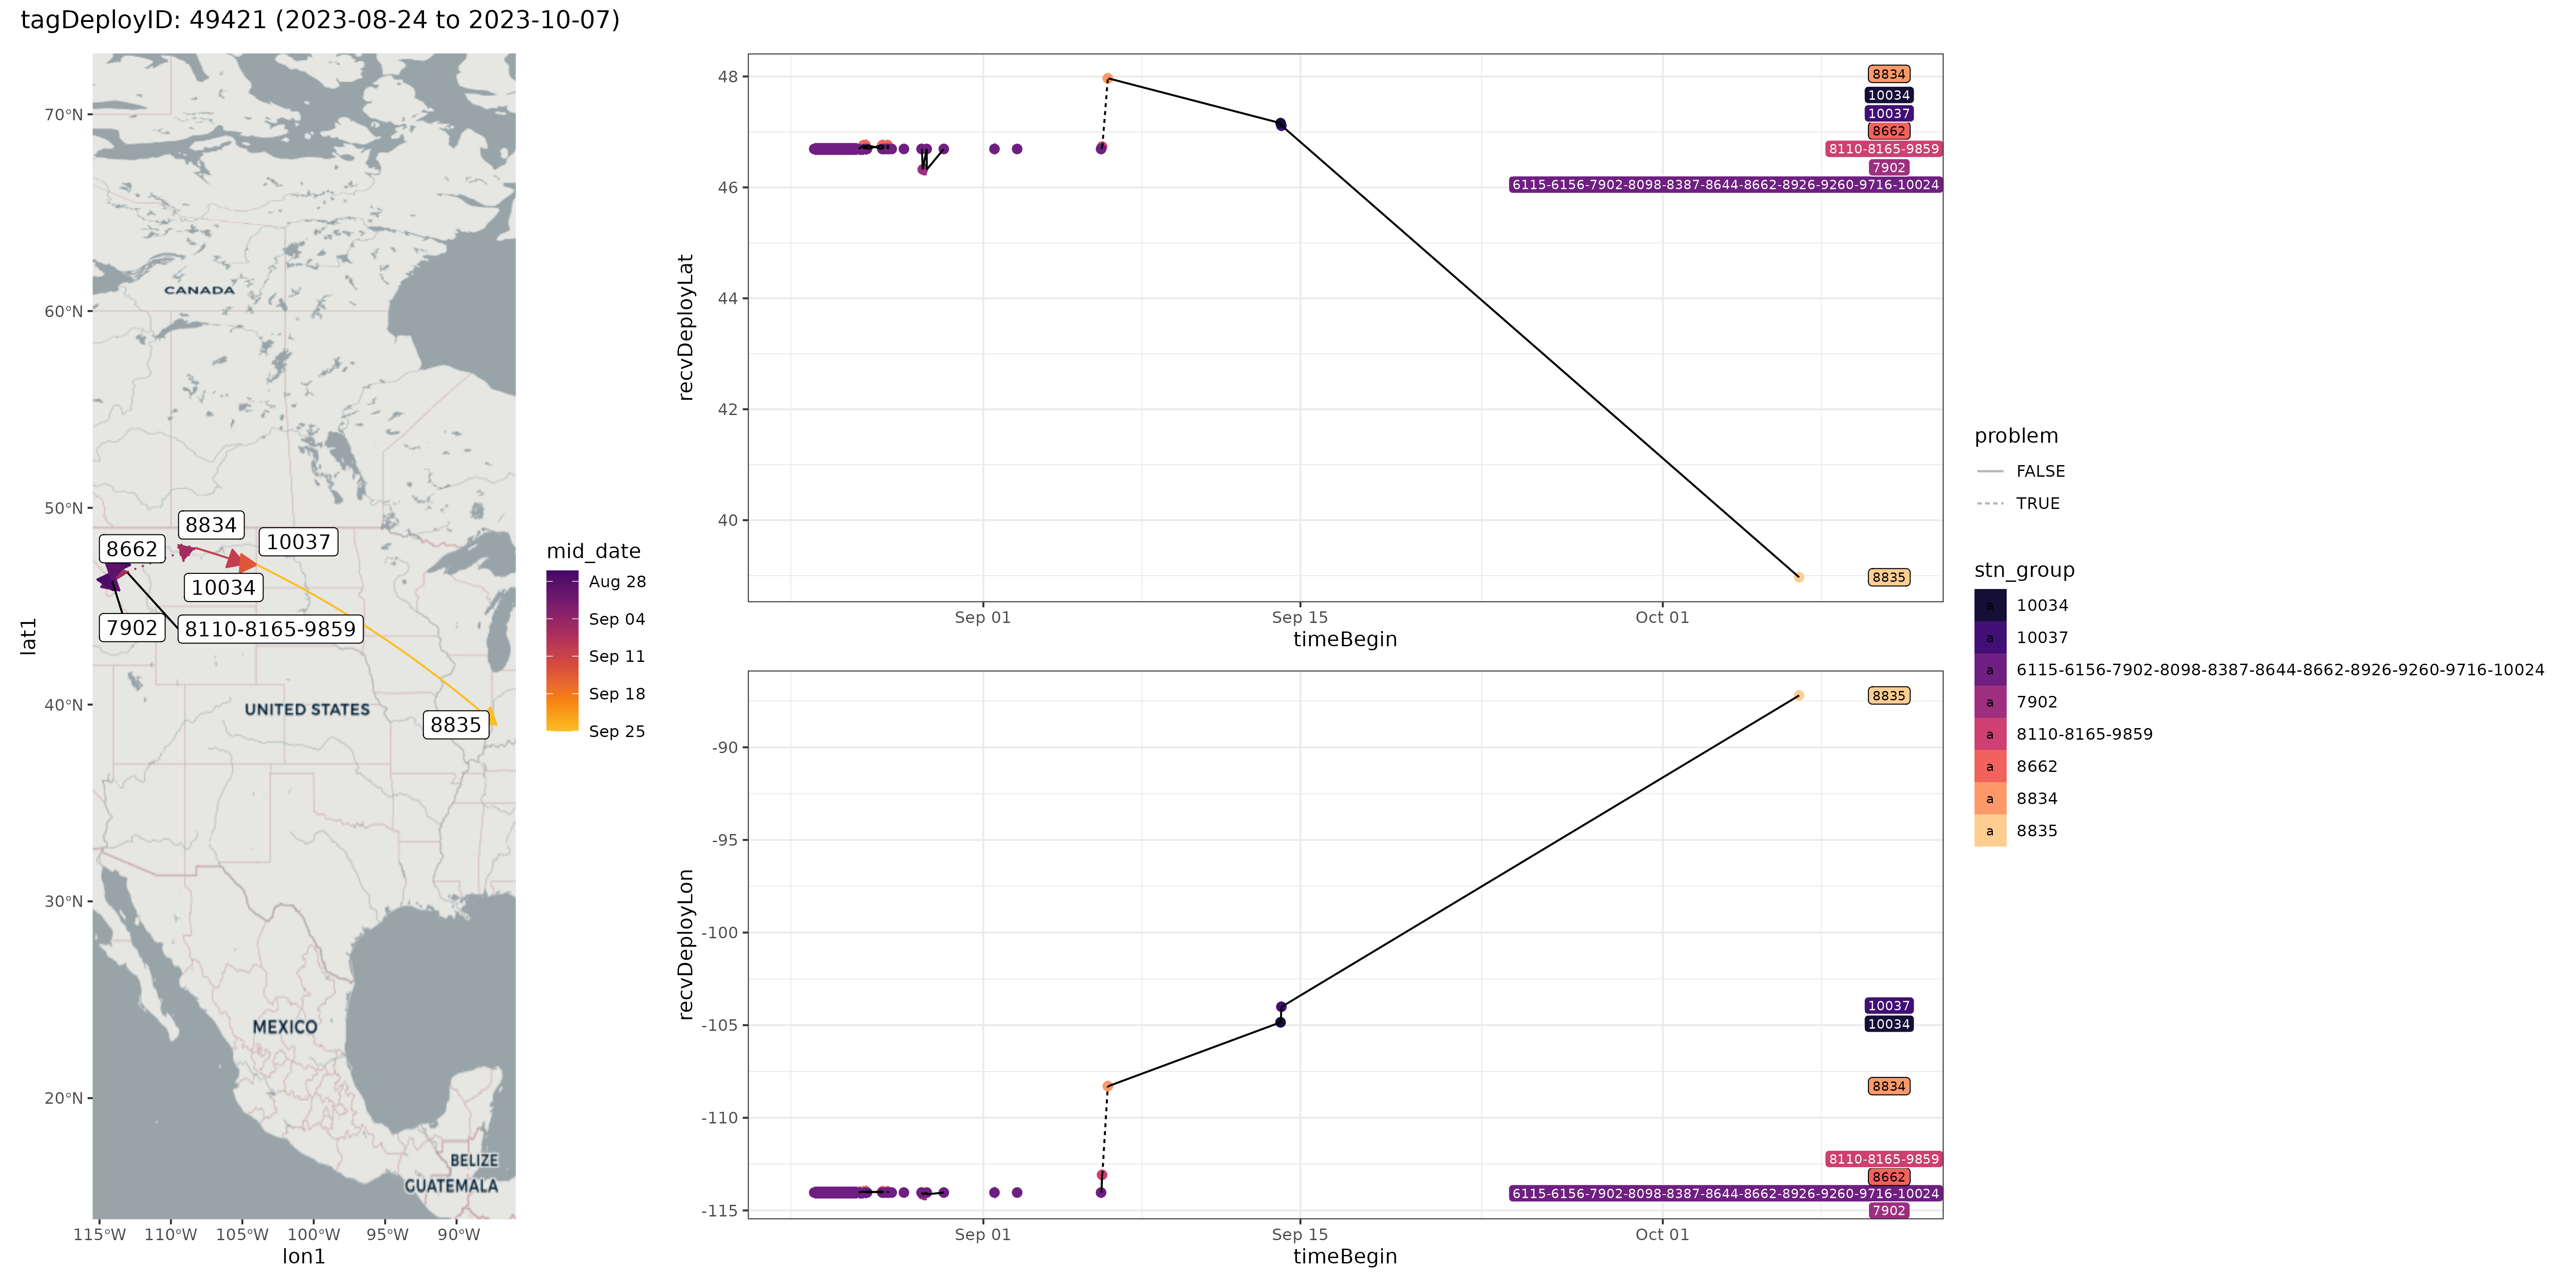 tagDeployID: 49421 (2023-08-24 to 2023-10-07)
lat1
70°N
60°N
50°N
40°N
30°N
20°N
CANADA
8834
10037
8662
10034
7902
8110-8165-9859
UNITED STATES
8835
MEXICO
BELIZE
GUATEMALA
115°W
110°W
105°W
100°W
95°W
90°W
lon1
mid_date
Aug 28
Sep 04
Sep 11
Sep 18
Sep 25
recvDeployLat
48
46
44
42
40
8834
10034
10037
8662
8110-8165-9859
7902
6115-6156-7902-8098-8387-8644-8662-8926-9260-9716-10024
8835
Sep 01
Sep 15
Oct 01
timeBegin
recvDeployLon
-90
-95
-100
-105
-110
-115
8835
10037
10034
8834
8110-8165-9859
8662
6115-6156-7902-8098-8387-8644-8662-8926-9260-9716-10024
7902
Sep 01
Sep 15
Oct 01
timeBegin
problem
FALSE
TRUE
stn_group
a 10034
a 10037
a 6115-6156-7902-8098-8387-8644-8662-8926-9260-9716-10024
a 7902
a 8110-8165-9859
a 8662
a 8834
a 8835